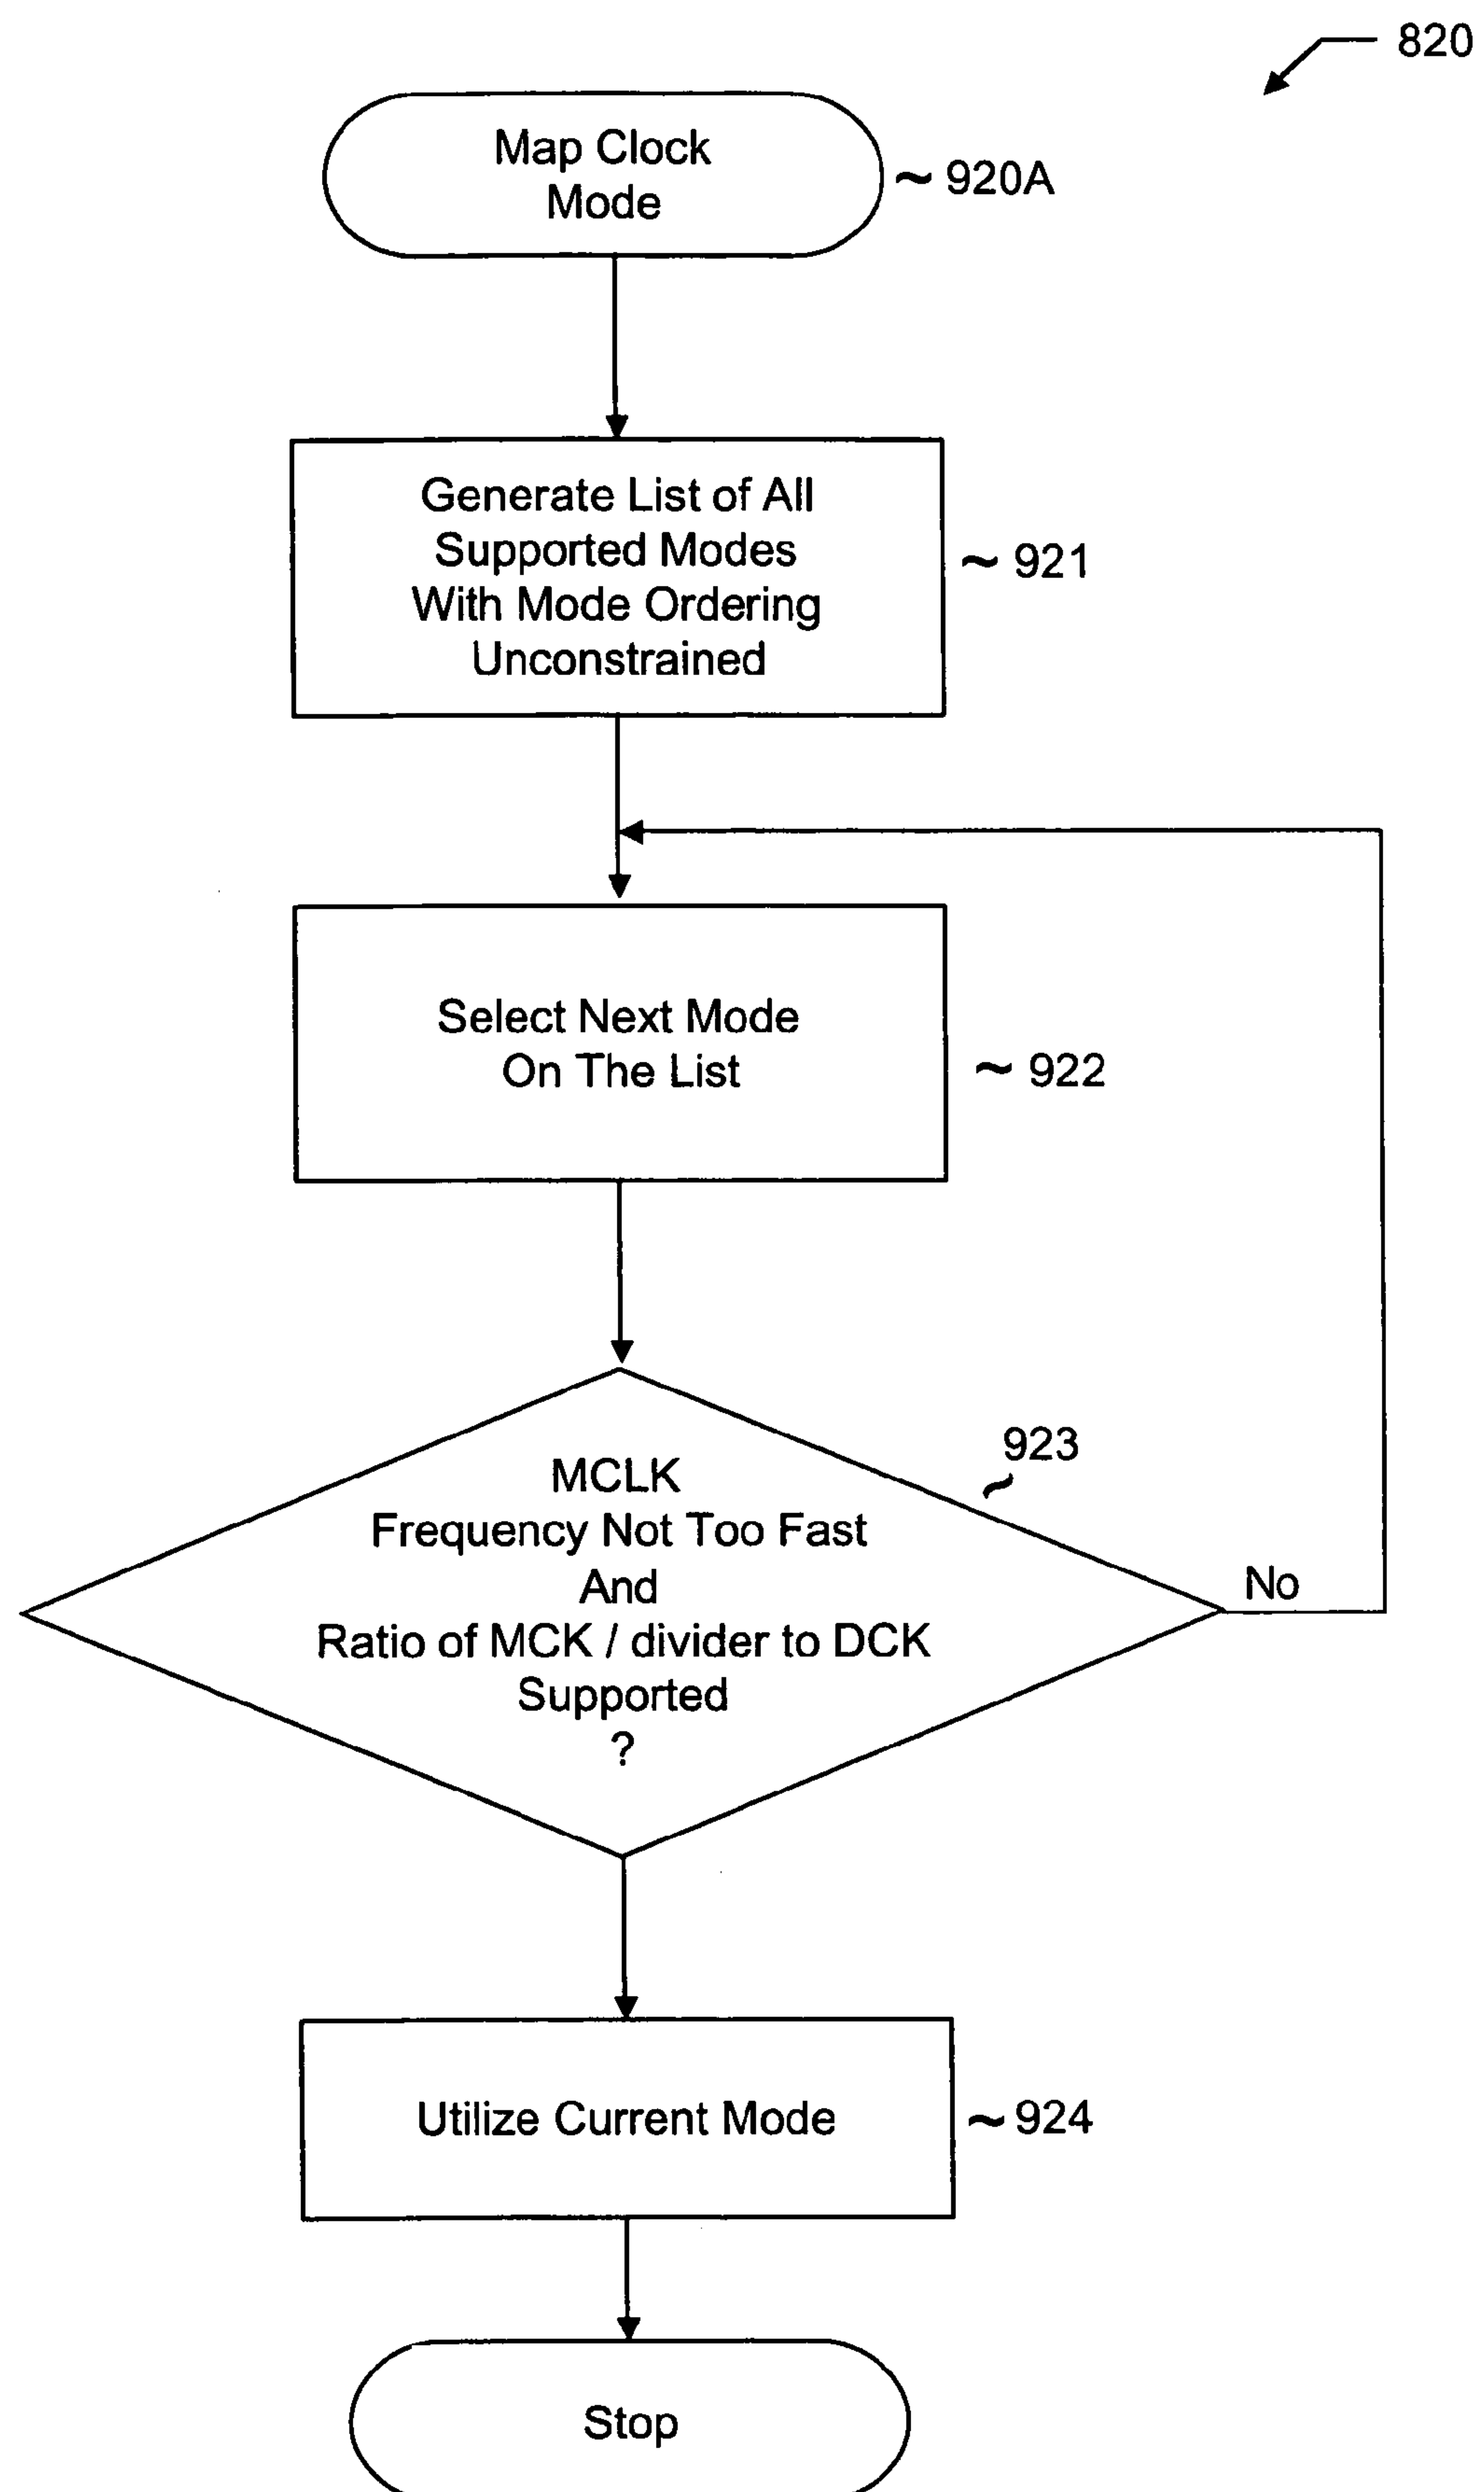 820
Map Clock
Mode
~ 920A
Generate List of All
Supported Modes
With Mode Ordering
Unconstrained
~ 921
Select Next Mode
On The List
~ 922
923
~
MCLK
Frequency Not Too Fast
And
Ratio of MCK / divider to DCK
Supported
?
No
Utilize Current Mode
~ 924
Stop